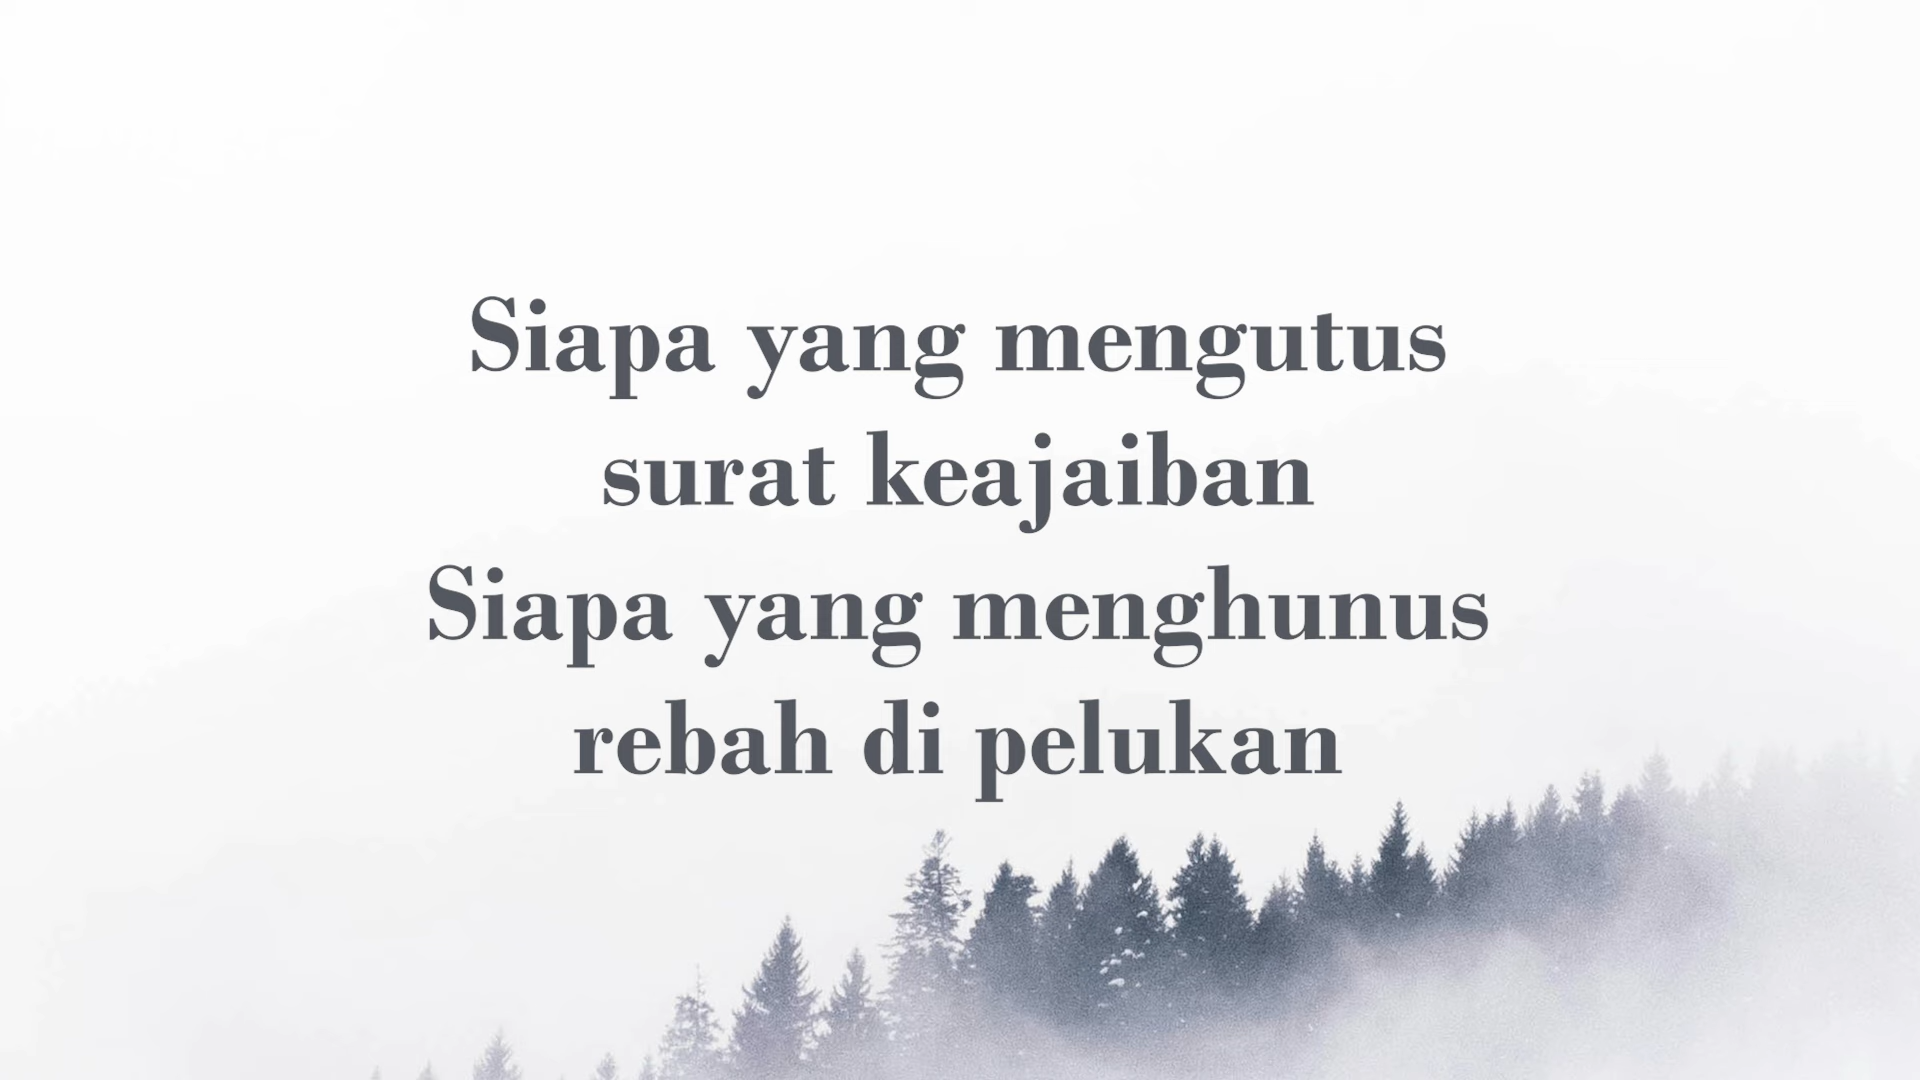 Siapa yang mengutus
surat keajaiban
Siapa yang menghunus
rebah di pelukan